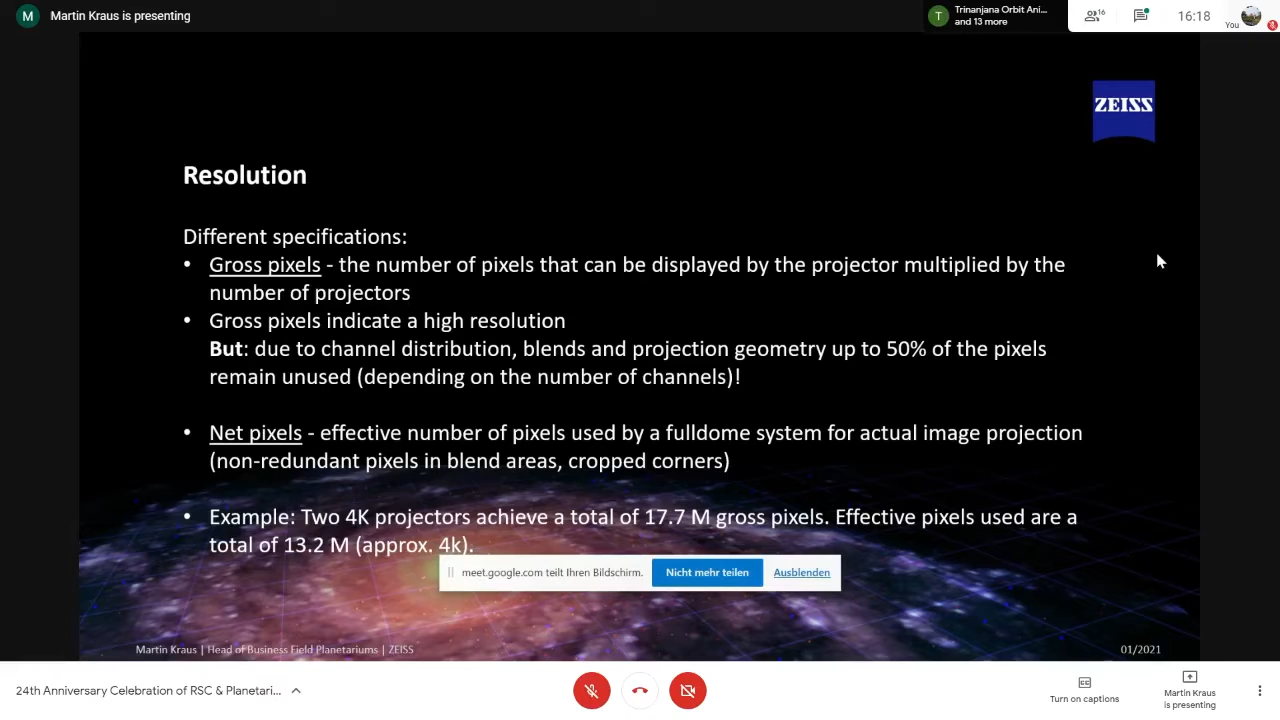 M Martin Kraus is presenting
T Trinanjana Orbit Ani...
and 13 more
16
16:18
You
ZEISS
Resolution
Different specifications:
• Gross pixels - the number of pixels that can be displayed by the projector multiplied by the
number of projectors
• Gross pixels indicate a high resolution
But: due to channel distribution, blends and projection geometry up to 50% of the pixels
remain unused (depending on the number of channels)!
• Net pixels - effective number of pixels used by a fulldome system for actual image projection
(non-redundant pixels in blend areas, cropped corners)
• Example: Two 4K projectors achieve a total of 17.7 M gross pixels. Effective pixels used are a
total of 13.2 M (approx. 4k).
meet.google.com teilt Ihren Bildschirm. Nicht mehr teilen Ausblenden
Martin Kraus | Head of Business Field Planetariums | ZEISS
01/2021
24th Anniversary Celebration of RSC & Planetari...
Turn on captions
Martin Kraus
is presenting